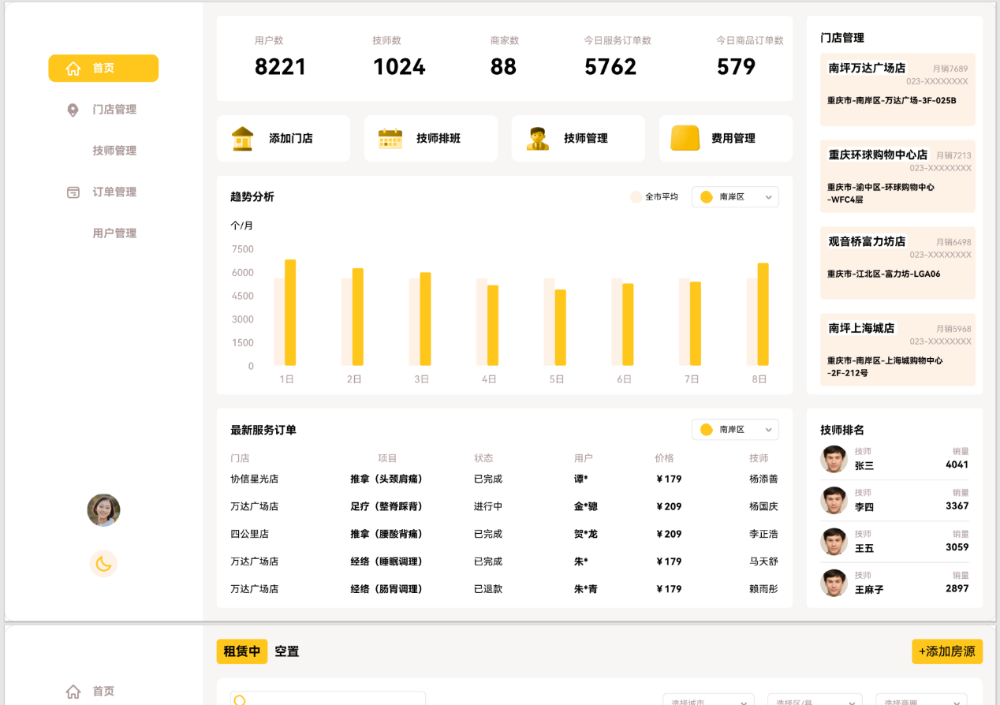 首页
门店管理
技师管理
订单管理
用户管理
用户数 技师数 商家数 今日服务订单数 今日商品订单数
8221 1024 88 5762 579
添加门店 技师排班 技师管理 费用管理
趋势分析 全市平均 南岸区
个/月
7500
6000
4500
3000
1500
0
1日 2日 3日 4日 5日 6日 7日 8日
最新服务订单 南岸区
门店 项目 状态 用户 价格 技师
协信星光店 推拿（头颈肩痛） 已完成 谭* ¥179 杨添善
万达广场店 足疗（整脊踩背） 进行中 金*骢 ¥209 杨国庆
四公里店 推拿（腰酸背痛） 已完成 贺*龙 ¥209 李正浩
万达广场店 经络（睡眠调理） 已完成 朱* ¥179 马天舒
万达广场店 经络（肠胃调理） 已退款 朱*青 ¥179 赖雨彤
门店管理
南坪万达广场店 月销7689
023-XXXXXXXX
重庆市-南岸区-万达广场-3F-025B
重庆环球购物中心店 月销7213
023-XXXXXXXX
重庆市-渝中区-环球购物中心
-WFC4层
观音桥富力坊店 月销6498
023-XXXXXXXX
重庆市-江北区-富力坊-LGA06
南坪上海城店 月销5968
023-XXXXXXXX
重庆市-南岸区-上海城购物中心
-2F-212号
技师排名
技师 销量
张三 4041
技师 销量
李四 3367
技师 销量
王五 3059
技师 销量
王麻子 2897
首页
租赁中 空置 +添加房源
选择城市 选择区/县 选择商圈